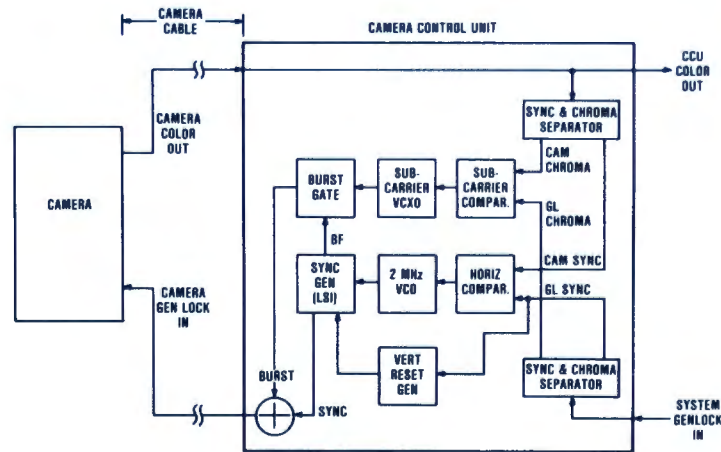 CAMERA
CABLE
CAMERA CONTROL UNIT
CCU
COLOR
OUT
CAMERA
COLOR
OUT
SYNC & CHROMA
SEPARATOR
CAM
CHROMA
BURST
GATE
SUB-
CARRIER
VCXO
SUB-
CARRIER
COMPAR.
CAMERA
GL
CHROMA
BF
CAM SYNC
CAMERA
GEN LOCK
IN
SYNC
GEN
(LSI)
2 MHz
VCO
HORIZ
COMPAR.
GL SYNC
VERT
RESET
GEN
SYNC & CHROMA
SEPARATOR
BURST
SYNC
SYSTEM
GENLOCK
IN